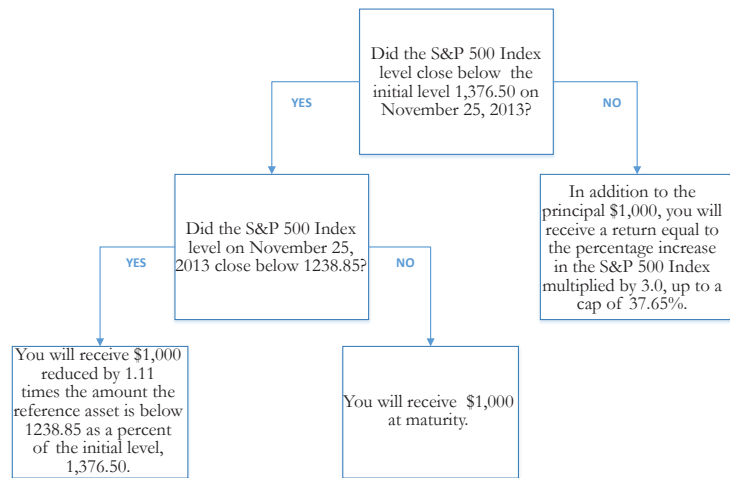 Did the S&P 500 Index
level close below the
initial level 1,376.50 on
November 25, 2013?
YES
NO
Did the S&P 500 Index
level on November 25,
2013 close below 1238.85?
In addition to the
principal $1,000, you will
receive a return equal to
the percentage increase
in the S&P 500 Index
multiplied by 3.0, up to a
cap of 37.65%.
YES
NO
You will receive $1,000
reduced by 1.11
times the amount the
reference asset is below
1238.85 as a percent
of the initial level,
1,376.50.
You will receive $1,000
at maturity.